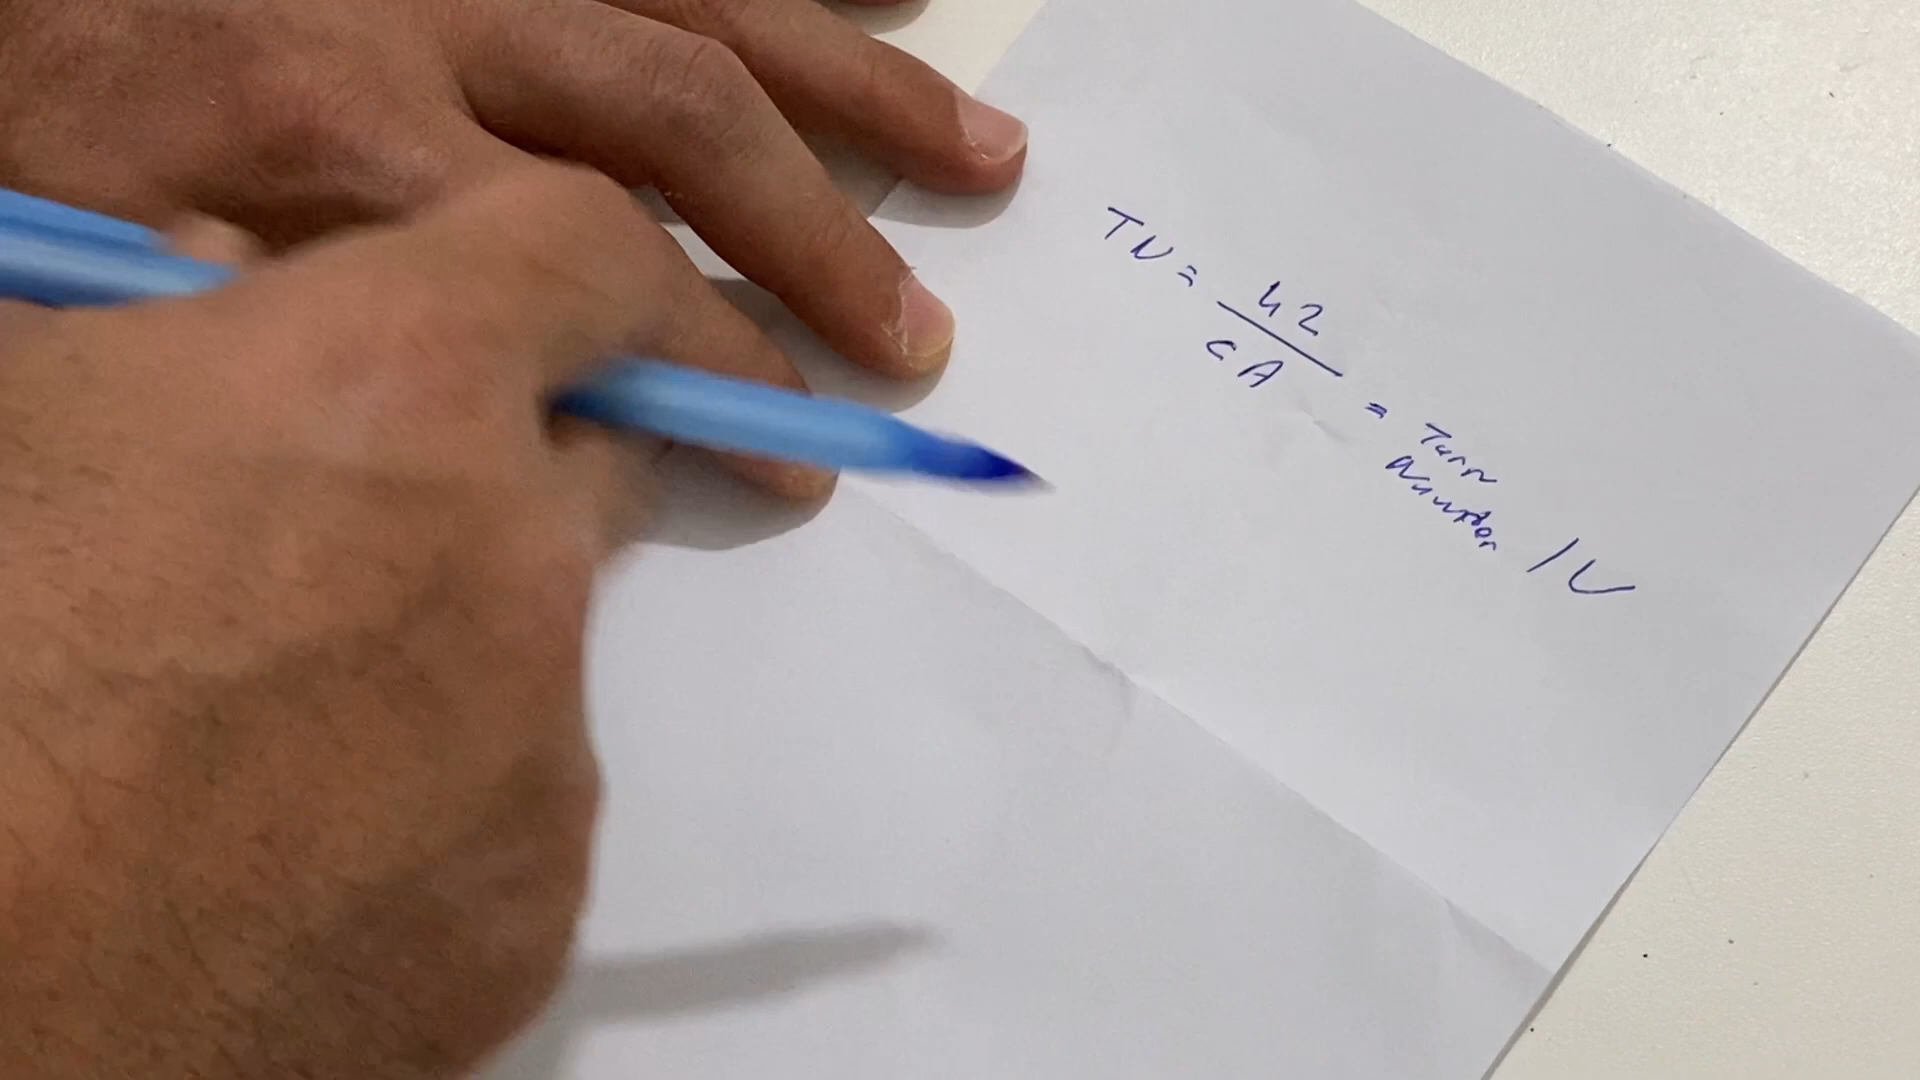 TN = 42
CA
= Turn
Number / V